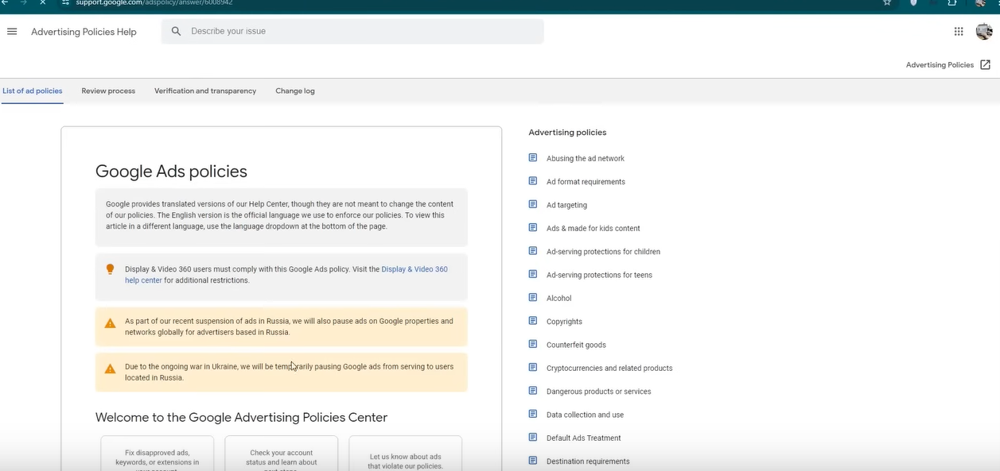 support.google.com/adspolicy/answer/6008942
Advertising Policies Help
Describe your issue
Advertising Policies
List of ad policies
Review process
Verification and transparency
Change log
Google Ads policies
Google provides translated versions of our Help Center, though they are not meant to change the content
of our policies. The English version is the official language we use to enforce our policies. To view this
article in a different language, use the language dropdown at the bottom of the page.
Display & Video 360 users must comply with this Google Ads policy. Visit the Display & Video 360
help center for additional restrictions.
As part of our recent suspension of ads in Russia, we will also pause ads on Google properties and
networks globally for advertisers based in Russia.
Due to the ongoing war in Ukraine, we will be temporarily pausing Google ads from serving to users
located in Russia.
Welcome to the Google Advertising Policies Center
Fix disapproved ads,
keywords, or extensions in
Check your account
status and learn about
Let us know about ads
that violate our policies.
Advertising policies
Abusing the ad network
Ad format requirements
Ad targeting
Ads & made for kids content
Ad-serving protections for children
Ad-serving protections for teens
Alcohol
Copyrights
Counterfeit goods
Cryptocurrencies and related products
Dangerous products or services
Data collection and use
Default Ads Treatment
Destination requirements